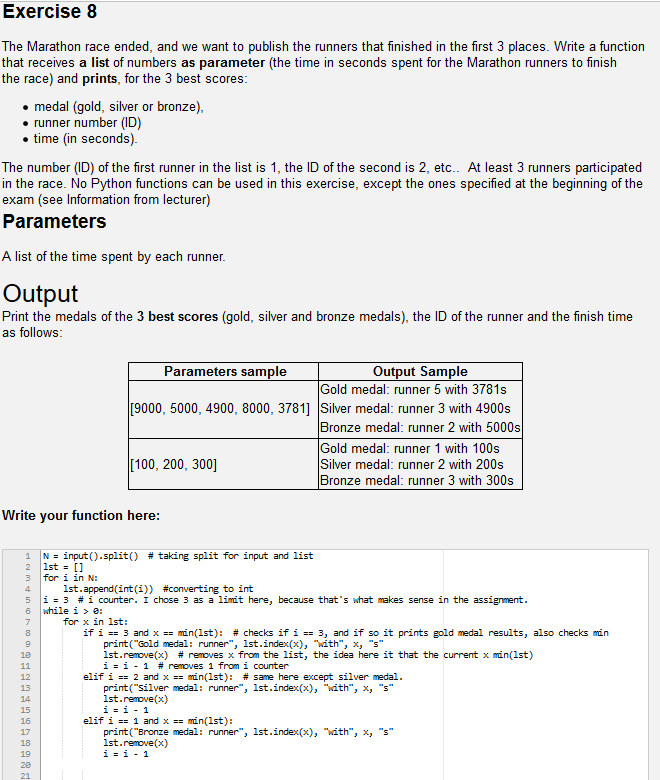 Exercise 8
The Marathon race ended, and we want to publish the runners that finished in the first 3 places. Write a function
that receives a list of numbers as parameter (the time in seconds spent for the Marathon runners to finish
the race) and prints, for the 3 best scores:
• medal (gold, silver or bronze),
• runner number (ID)
• time (in seconds).
The number (ID) of the first runner in the list is 1, the ID of the second is 2, etc.. At least 3 runners participated
in the race. No Python functions can be used in this exercise, except the ones specified at the beginning of the
exam (see Information from lecturer)
Parameters
A list of the time spent by each runner.
Output
Print the medals of the 3 best scores (gold, silver and bronze medals), the ID of the runner and the finish time
as follows:
Parameters sample Output Sample
[9000, 5000, 4900, 8000, 3781]
Gold medal: runner 5 with 3781s
Silver medal: runner 3 with 4900s
Bronze medal: runner 2 with 5000s
[100, 200, 300]
Gold medal: runner 1 with 100s
Silver medal: runner 2 with 200s
Bronze medal: runner 3 with 300s
Write your function here:
1 N = input().split() # taking split for input and list
2 lst = []
3 for i in N:
4 lst.append(int(i)) #converting to int
5 i = 3 # i counter. I chose 3 as a limit here, because that's what makes sense in the assignment.
6 while i > 0:
7 for x in lst:
8 if i == 3 and x == min(lst): # checks if i == 3, and if so it prints gold medal results, also checks min
9 print("Gold medal: runner", lst.index(x), "with", x, "s"
10 lst.remove(x) # removes x from the list, the idea here it that the current x min(lst)
11 i = i - 1 # removes 1 from i counter
12 elif i == 2 and x == min(lst): # same here except silver medal.
13 print("Silver medal: runner", lst.index(x), "with", x, "s"
14 lst.remove(x)
15 i = i - 1
16 elif i == 1 and x == min(lst):
17 print("Bronze medal: runner", lst.index(x), "with", x, "s"
18 lst.remove(x)
19 i = i - 1
20
21